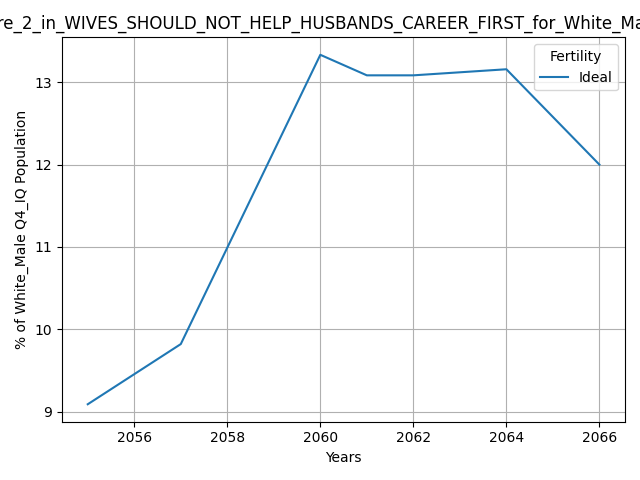 re_2_in_WIVES_SHOULD_NOT_HELP_HUSBANDS_CAREER_FIRST_for_White_Ma
Fertility
Ideal
% of White_Male Q4_IQ Population
13
12
11
10
9
2056 2058 2060 2062 2064 2066
Years